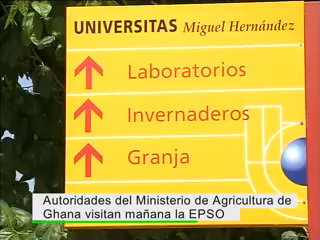 UNIVERSITAS Miguel Hernández
Laboratorios
Invernaderos
Granja
Autoridades del Ministerio de Agricultura de
Ghana visitan mañana la EPSO